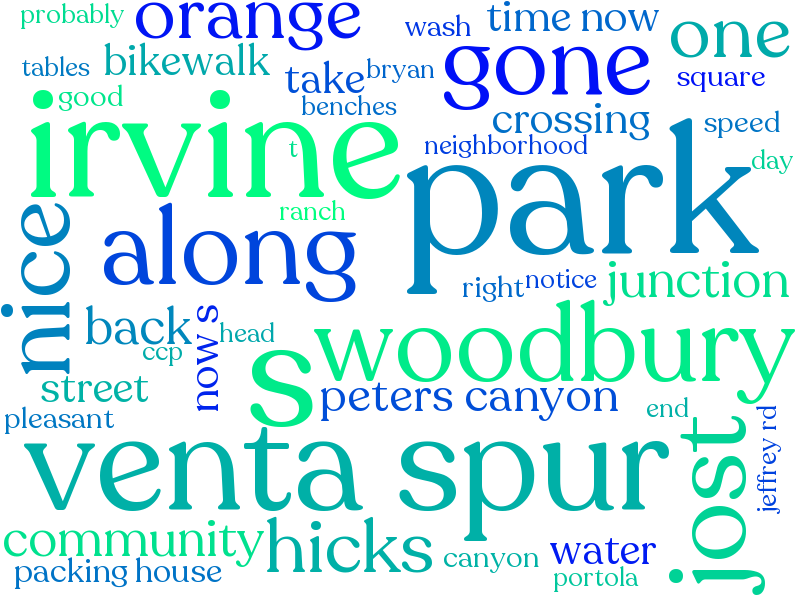 probably
orange
wash
time now
one
tables
bikewalk
take
bryan
gone
square
good
benches
crossing
speed
irvine
t
neighborhood
park
day
ranch
nice
along
right
notice
junction
back
now s
head
ccp
s
woodbury
street
peters canyon
end
pleasant
jost
jeffrey rd
venta spur
community
hicks
canyon
water
packing house
portola